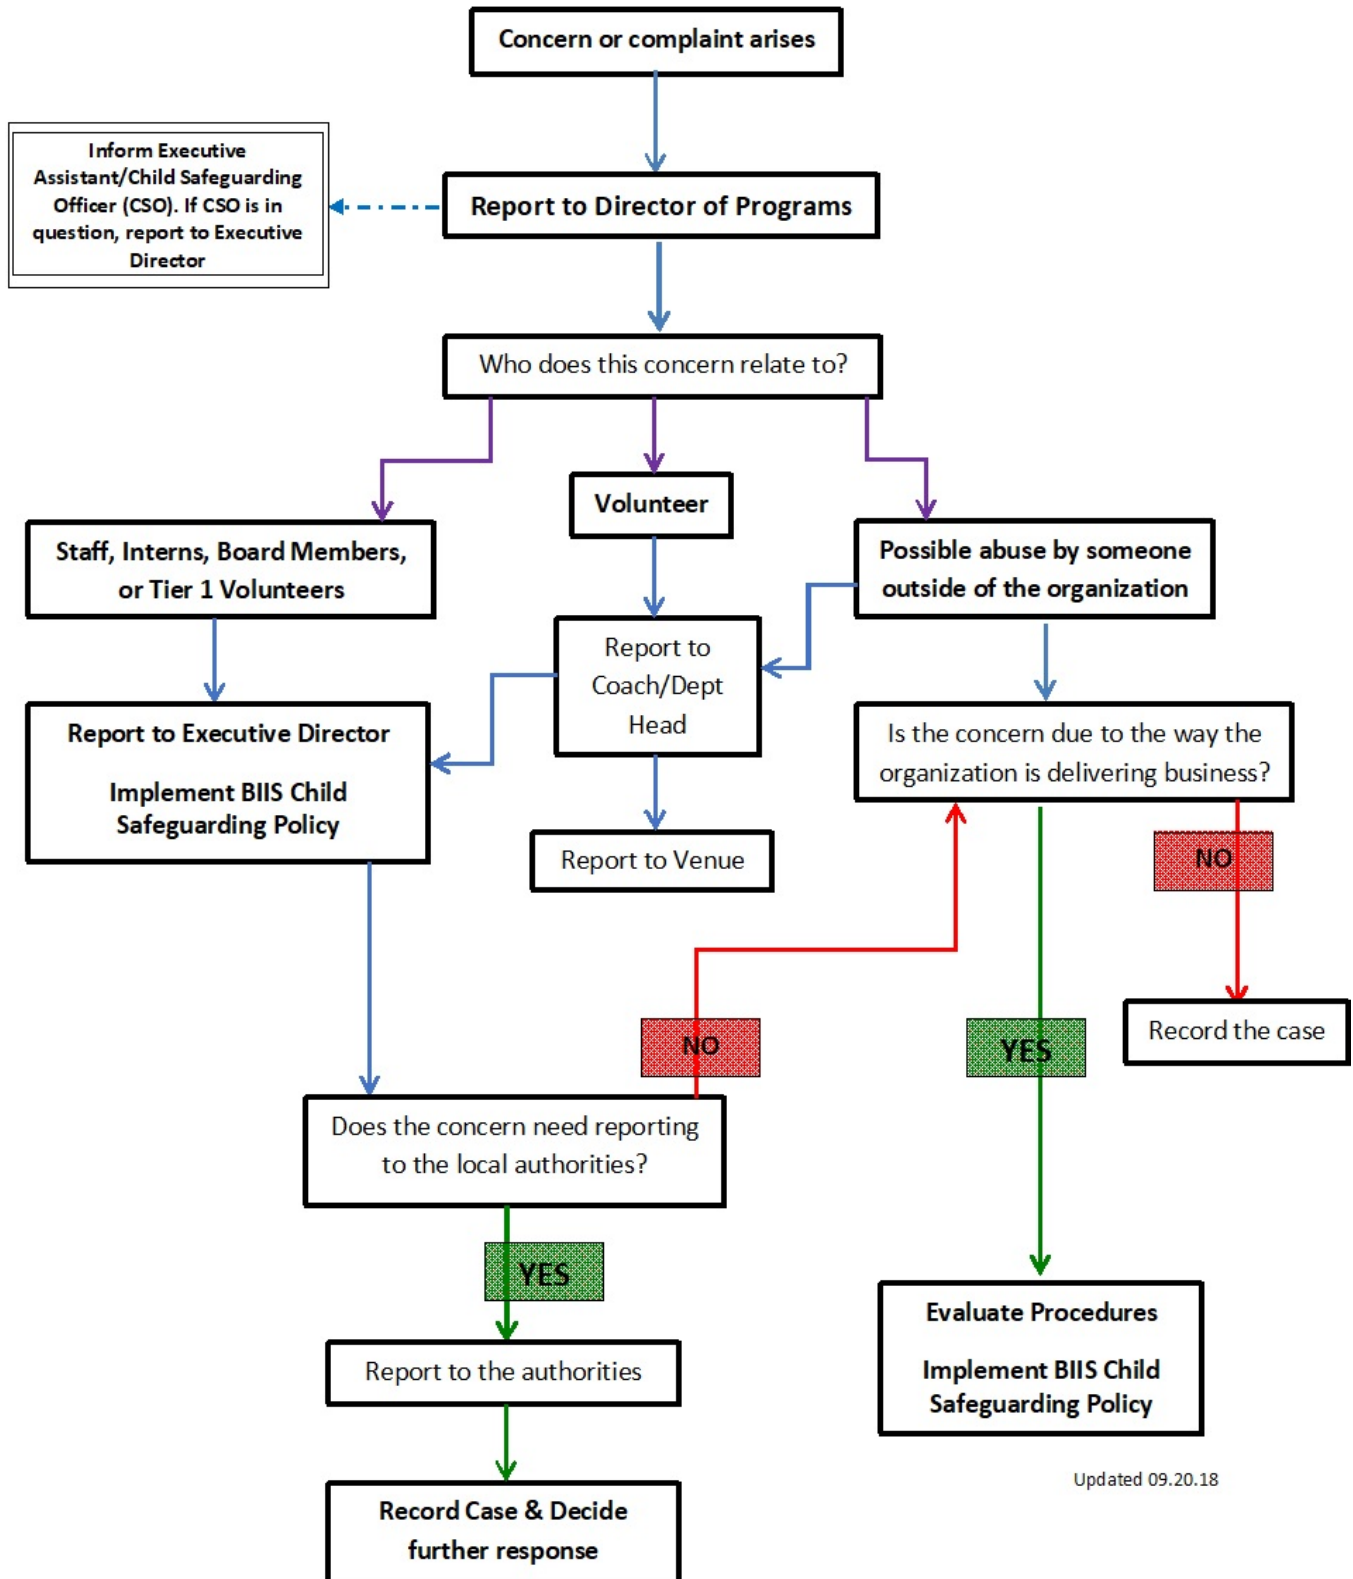 Concern or complaint arises
Inform Executive
Assistant/Child Safeguarding
Officer (CSO). If CSO is in
question, report to Executive
Director
Report to Director of Programs
Who does this concern relate to?
Staff, Interns, Board Members,
or Tier 1 Volunteers
Volunteer
Possible abuse by someone
outside of the organization
Report to
Coach/Dept
Head
Report to Executive Director
Implement BIIS Child
Safeguarding Policy
Is the concern due to the way the
organization is delivering business?
Report to Venue
NO
Record the case
NO
YES
Does the concern need reporting
to the local authorities?
YES
Report to the authorities
Evaluate Procedures
Implement BIIS Child
Safeguarding Policy
Record Case & Decide
further response
Updated 09.20.18